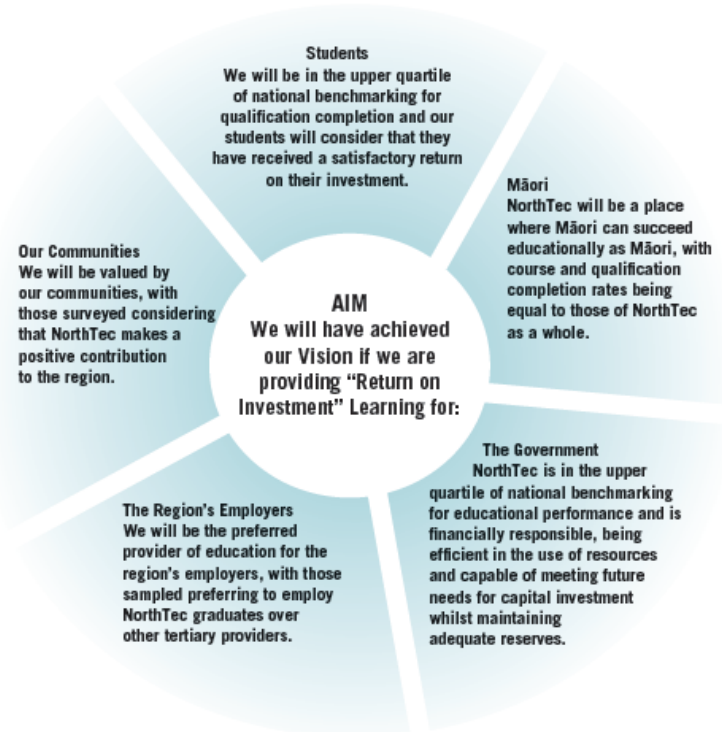 Students
We will be in the upper quartile
of national benchmarking for
qualification completion and our
students will consider that they
have received a satisfactory return
on their investment.
Māori
NorthTec will be a place
where Māori can succeed
educationally as Māori, with
course and qualification
completion rates being
equal to those of NorthTec
as a whole.
Our Communities
We will be valued by
our communities, with
those surveyed considering
that NorthTec makes a
positive contribution
to the region.
AIM
We will have achieved
our Vision if we are
providing “Return on
Investment” Learning for:
The Government
NorthTec is in the upper
quartile of national benchmarking
for educational performance and is
financially responsible, being
efficient in the use of resources
and capable of meeting future
needs for capital investment
whilst maintaining
adequate reserves.
The Region's Employers
We will be the preferred
provider of education for the
region's employers, with those
sampled preferring to employ
NorthTec graduates over
other tertiary providers.